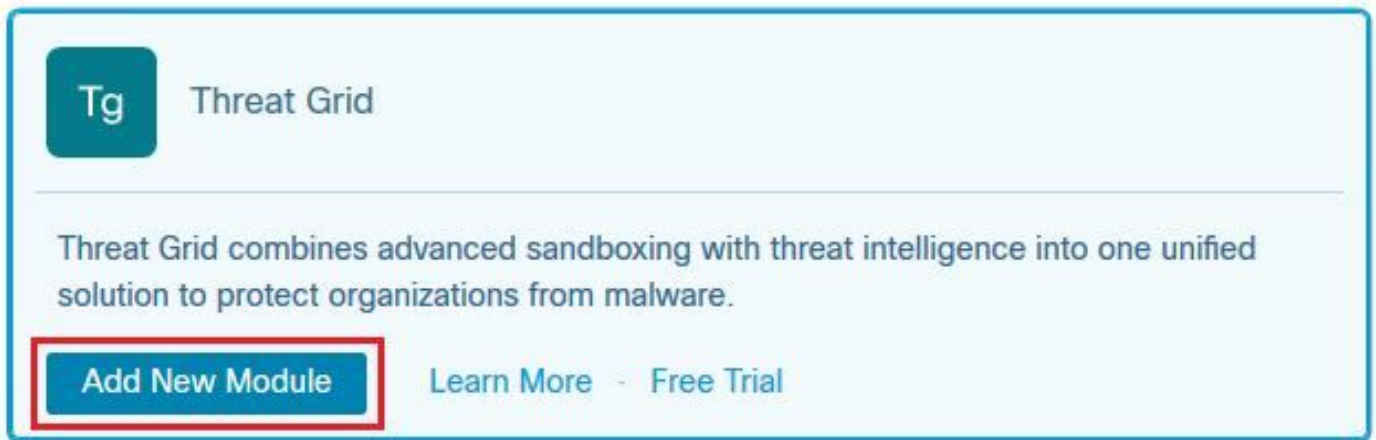 Tg
Threat Grid
Threat Grid combines advanced sandboxing with threat intelligence into one unified
solution to protect organizations from malware.
Add New Module
Learn More - Free Trial